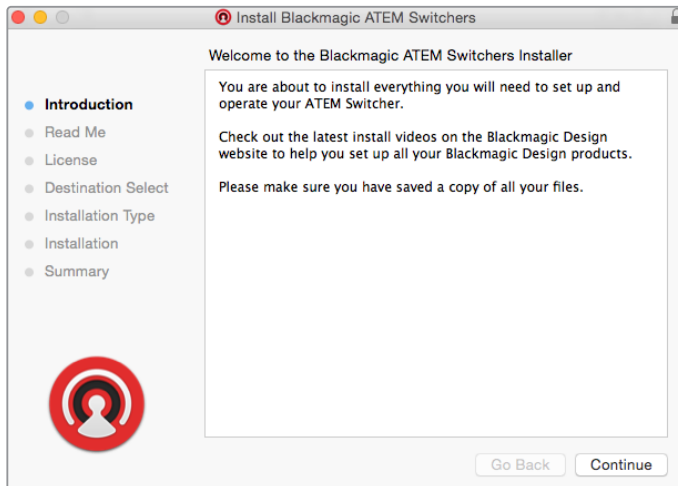 Install Blackmagic ATEM Switchers
Welcome to the Blackmagic ATEM Switchers Installer
Introduction
Read Me
License
Destination Select
Installation Type
Installation
Summary
You are about to install everything you will need to set up and
operate your ATEM Switcher.
Check out the latest install videos on the Blackmagic Design
website to help you set up all your Blackmagic Design products.
Please make sure you have saved a copy of all your files.
Go Back
Continue